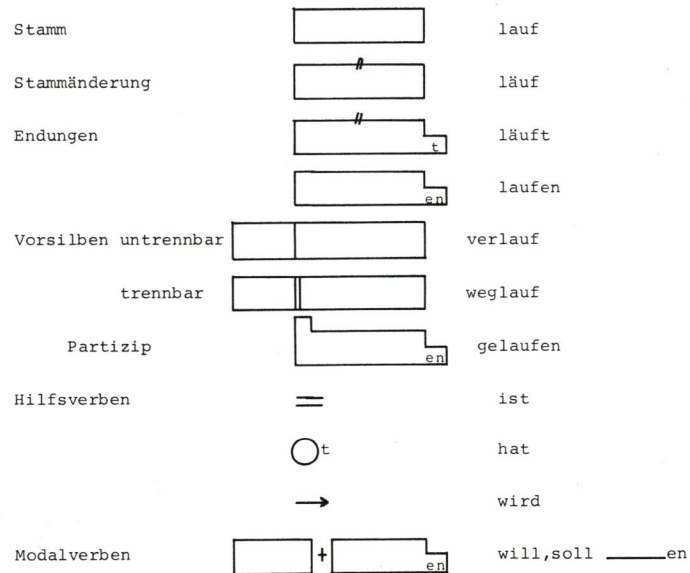 Stamm lauf
Stammänderung läuf
Endungen t läuft
en laufen
Vorsilben untrennbar verlauf
trennbar weglauf
Partizip en gelaufen
Hilfsverben = ist
t hat
→ wird
Modalverben + en will,soll ______en